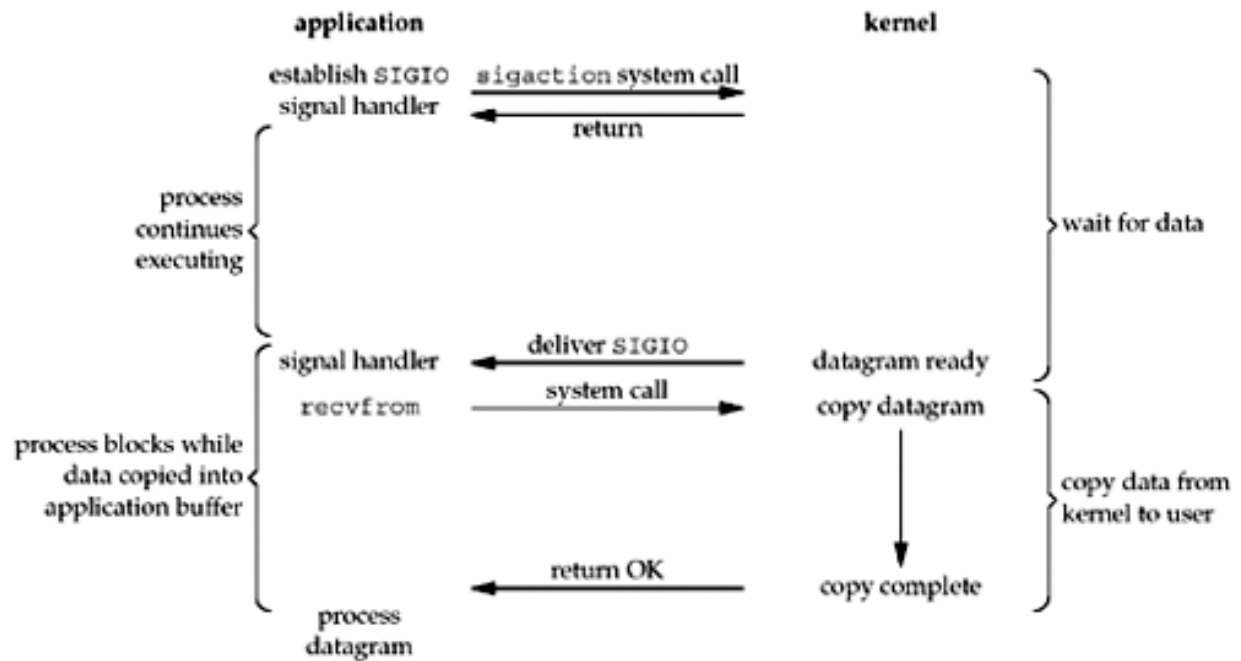 application
kernel
establish SIGIO
signal handler
sigaction system call
return
process
continues
executing
wait for data
signal handler
deliver SIGIO
datagram ready
recvfrom
system call
copy datagram
process blocks while
data copied into
application buffer
copy data from
kernel to user
return OK
copy complete
process
datagram